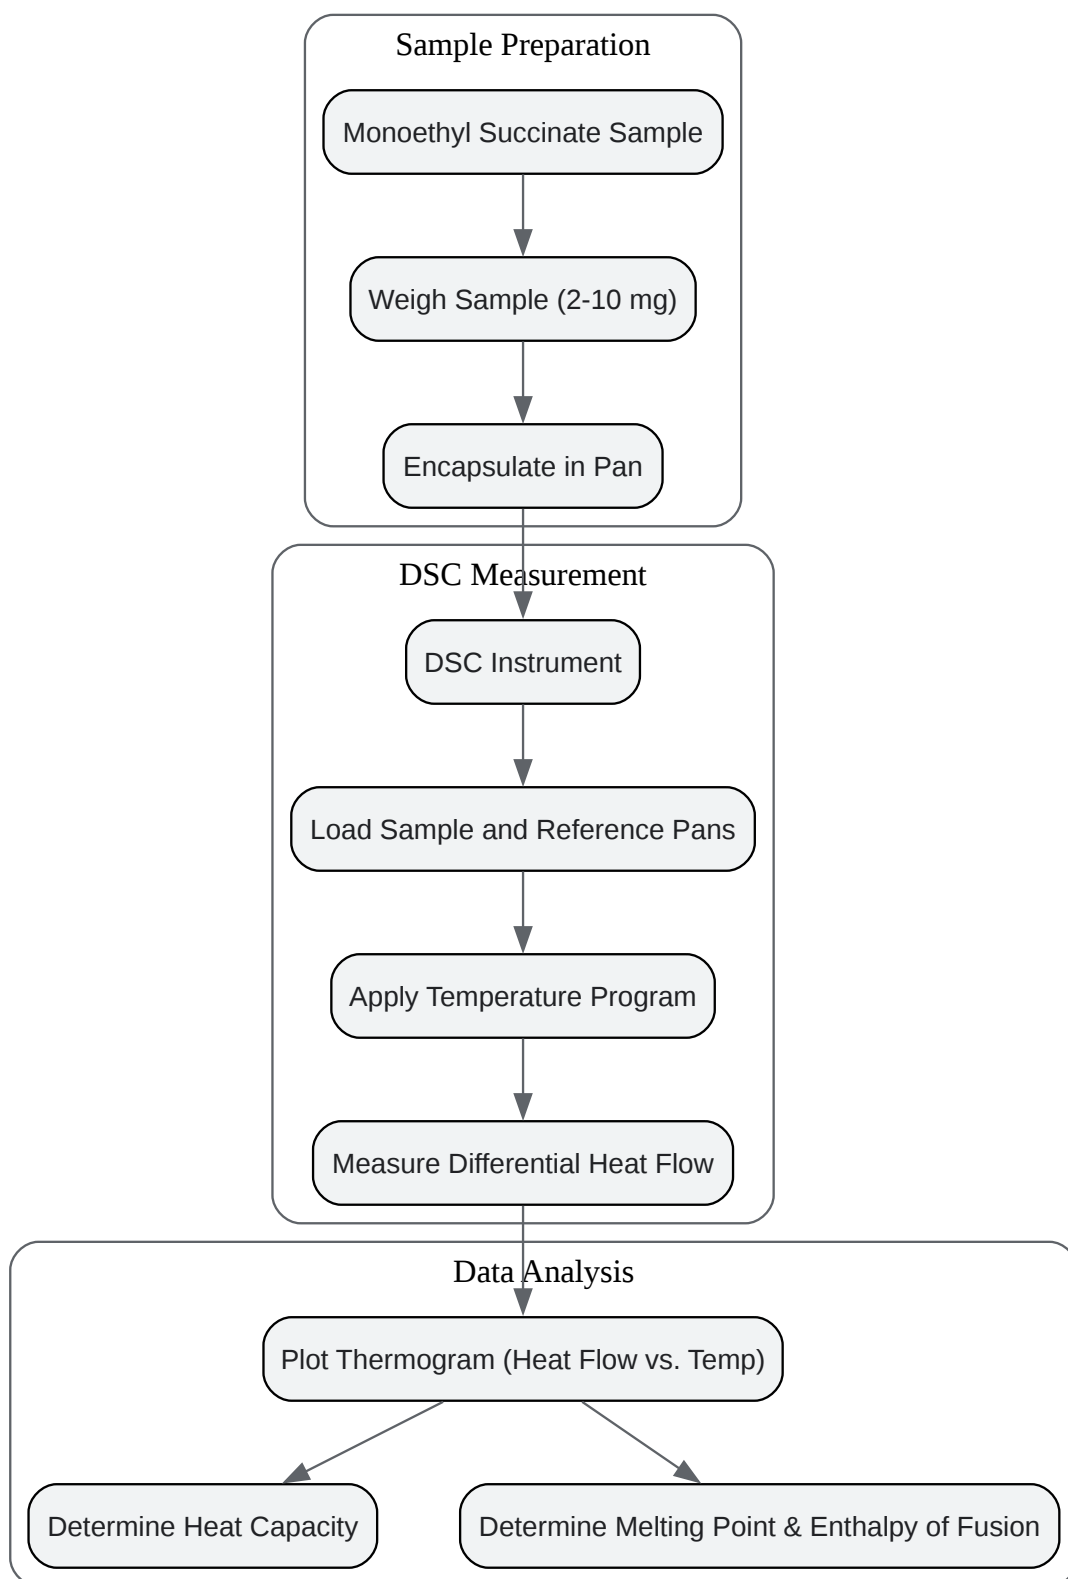 Sample Preparation
Monoethyl Succinate Sample
Weigh Sample (2-10 mg)
Encapsulate in Pan
DSC Measurement
DSC Instrument
Load Sample and Reference Pans
Apply Temperature Program
Measure Differential Heat Flow
Data Analysis
Plot Thermogram (Heat Flow vs. Temp)
Determine Heat Capacity
Determine Melting Point & Enthalpy of Fusion